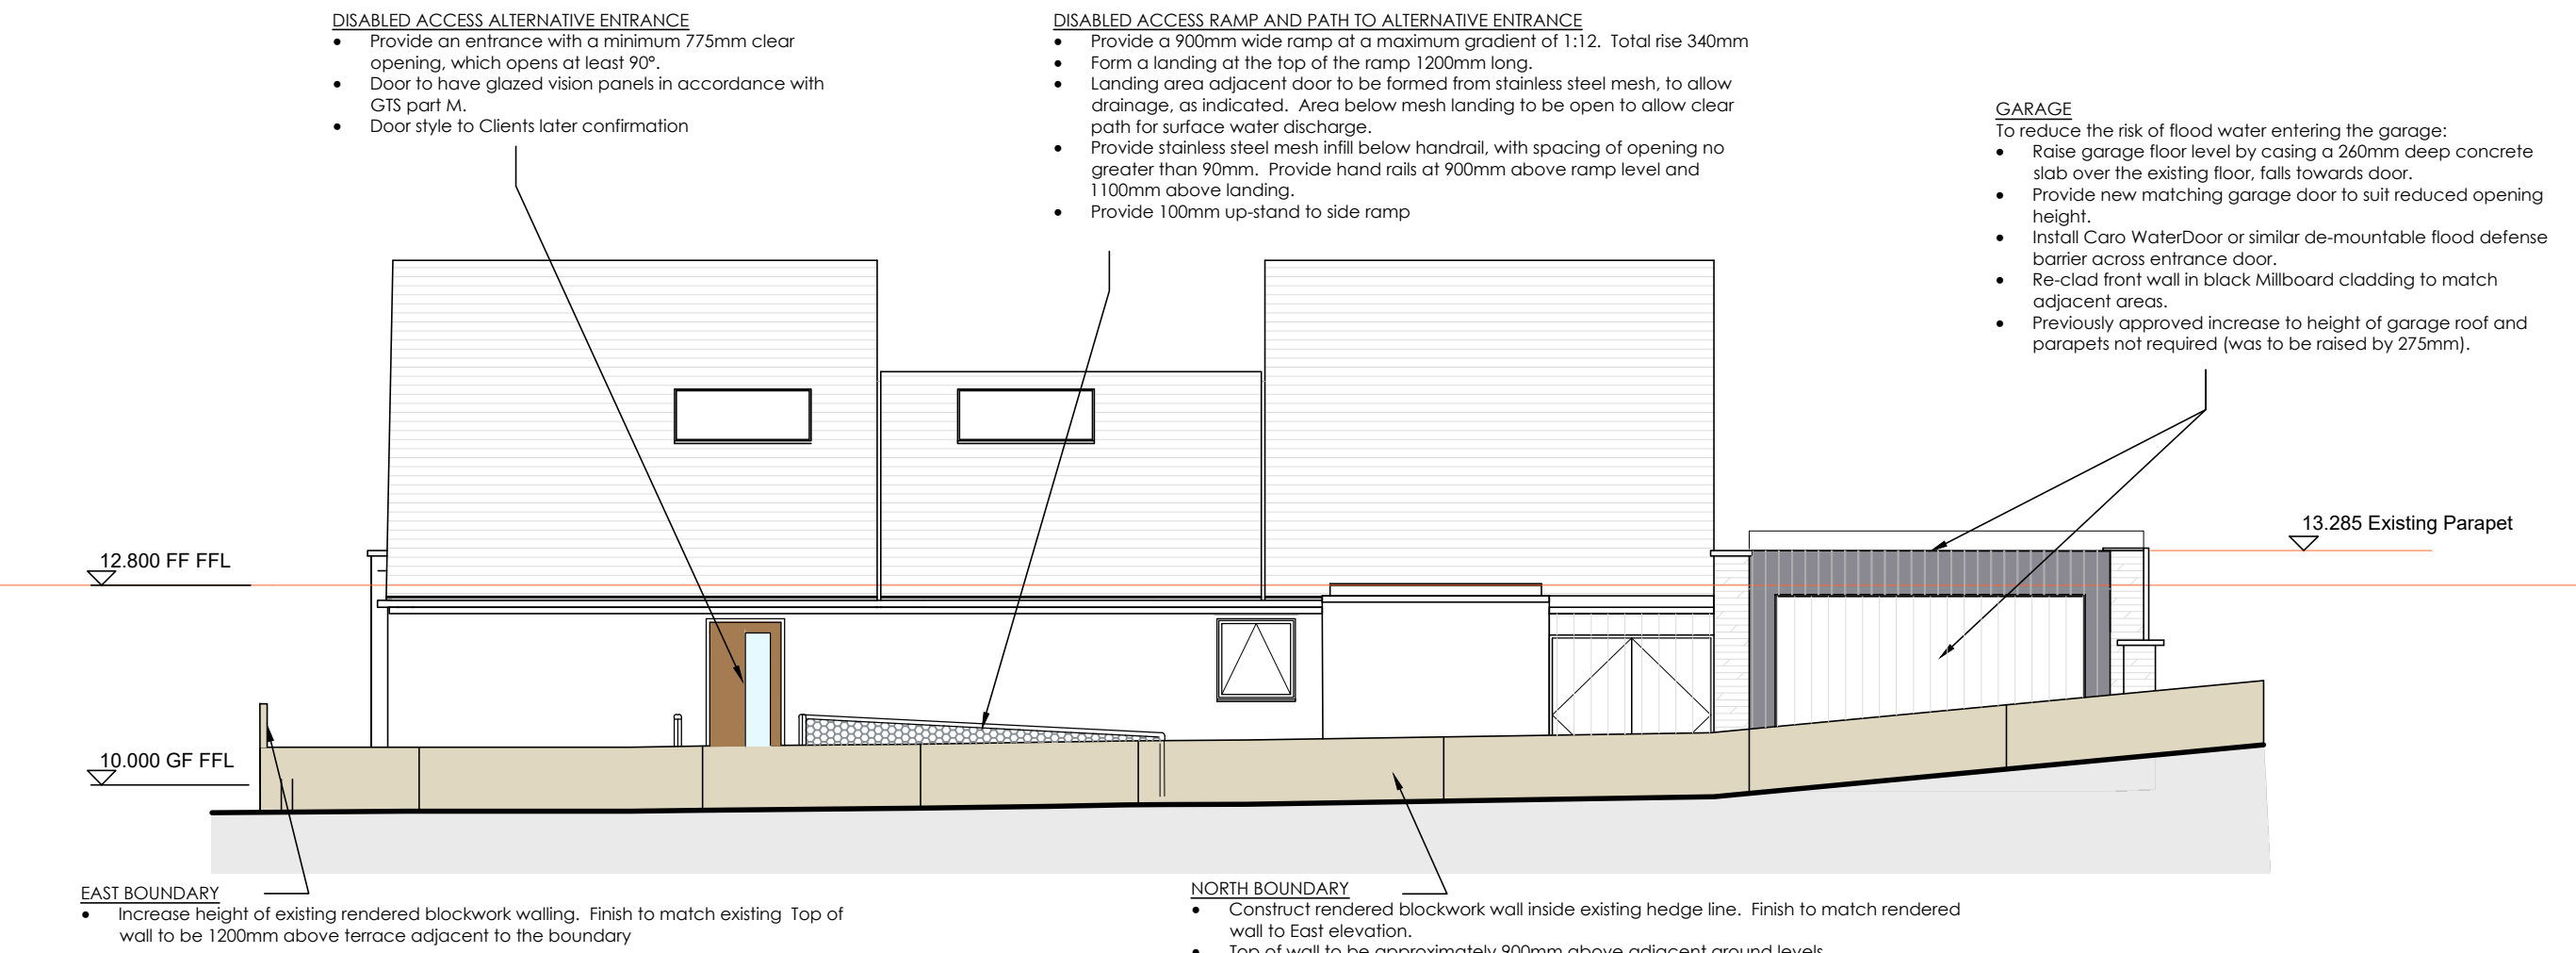 DISABLED ACCESS ALTERNATIVE ENTRANCE
• Provide an entrance with a minimum 775mm clear
opening, which opens at least 90°.
• Door to have glazed vision panels in accordance with
GTS part M.
• Door style to Clients later confirmation
DISABLED ACCESS RAMP AND PATH TO ALTERNATIVE ENTRANCE
• Provide a 900mm wide ramp at a maximum gradient of 1:12. Total rise 340mm
• Form a landing at the top of the ramp 1200mm long.
• Landing area adjacent door to be formed from stainless steel mesh, to allow
drainage, as indicated. Area below mesh landing to be open to allow clear
path for surface water discharge.
• Provide stainless steel mesh infill below handrail, with spacing of opening no
greater than 90mm. Provide hand rails at 900mm above ramp level and
1100mm above landing.
• Provide 100mm up-stand to side ramp
GARAGE
To reduce the risk of flood water entering the garage:
• Raise garage floor level by casing a 260mm deep concrete
slab over the existing floor, falls towards door.
• Provide new matching garage door to suit reduced opening
height.
• Install Caro WaterDoor or similar de-mountable flood defense
barrier across entrance door.
• Re-clad front wall in black Millboard cladding to match
adjacent areas.
• Previously approved increase to height of garage roof and
parapets not required (was to be raised by 275mm).
13.285 Existing Parapet
12.800 FF FFL
10.000 GF FFL
EAST BOUNDARY
• Increase height of existing rendered blockwork walling. Finish to match existing Top of
wall to be 1200mm above terrace adjacent to the boundary
NORTH BOUNDARY
• Construct rendered blockwork wall inside existing hedge line. Finish to match rendered
wall to East elevation.
• Top of wall to be approximately 900mm above adjacent ground levels